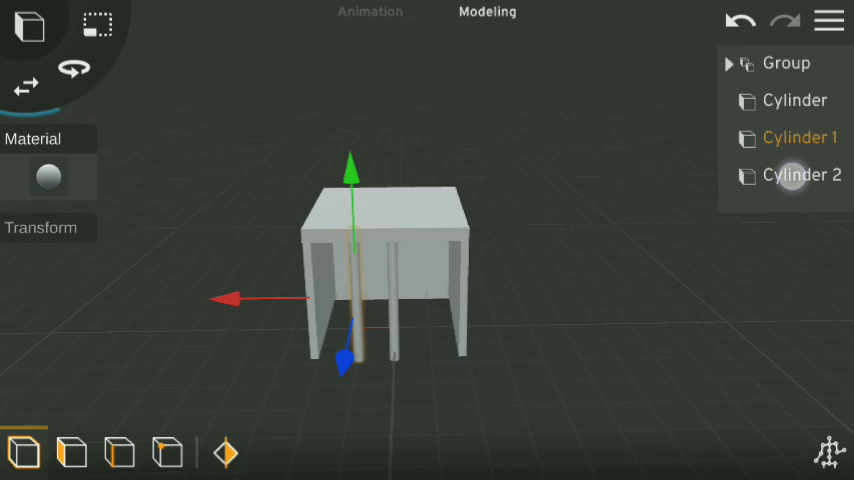 Animation
Modeling
Material
Transform
Group
Cylinder
Cylinder 1
Cylinder 2